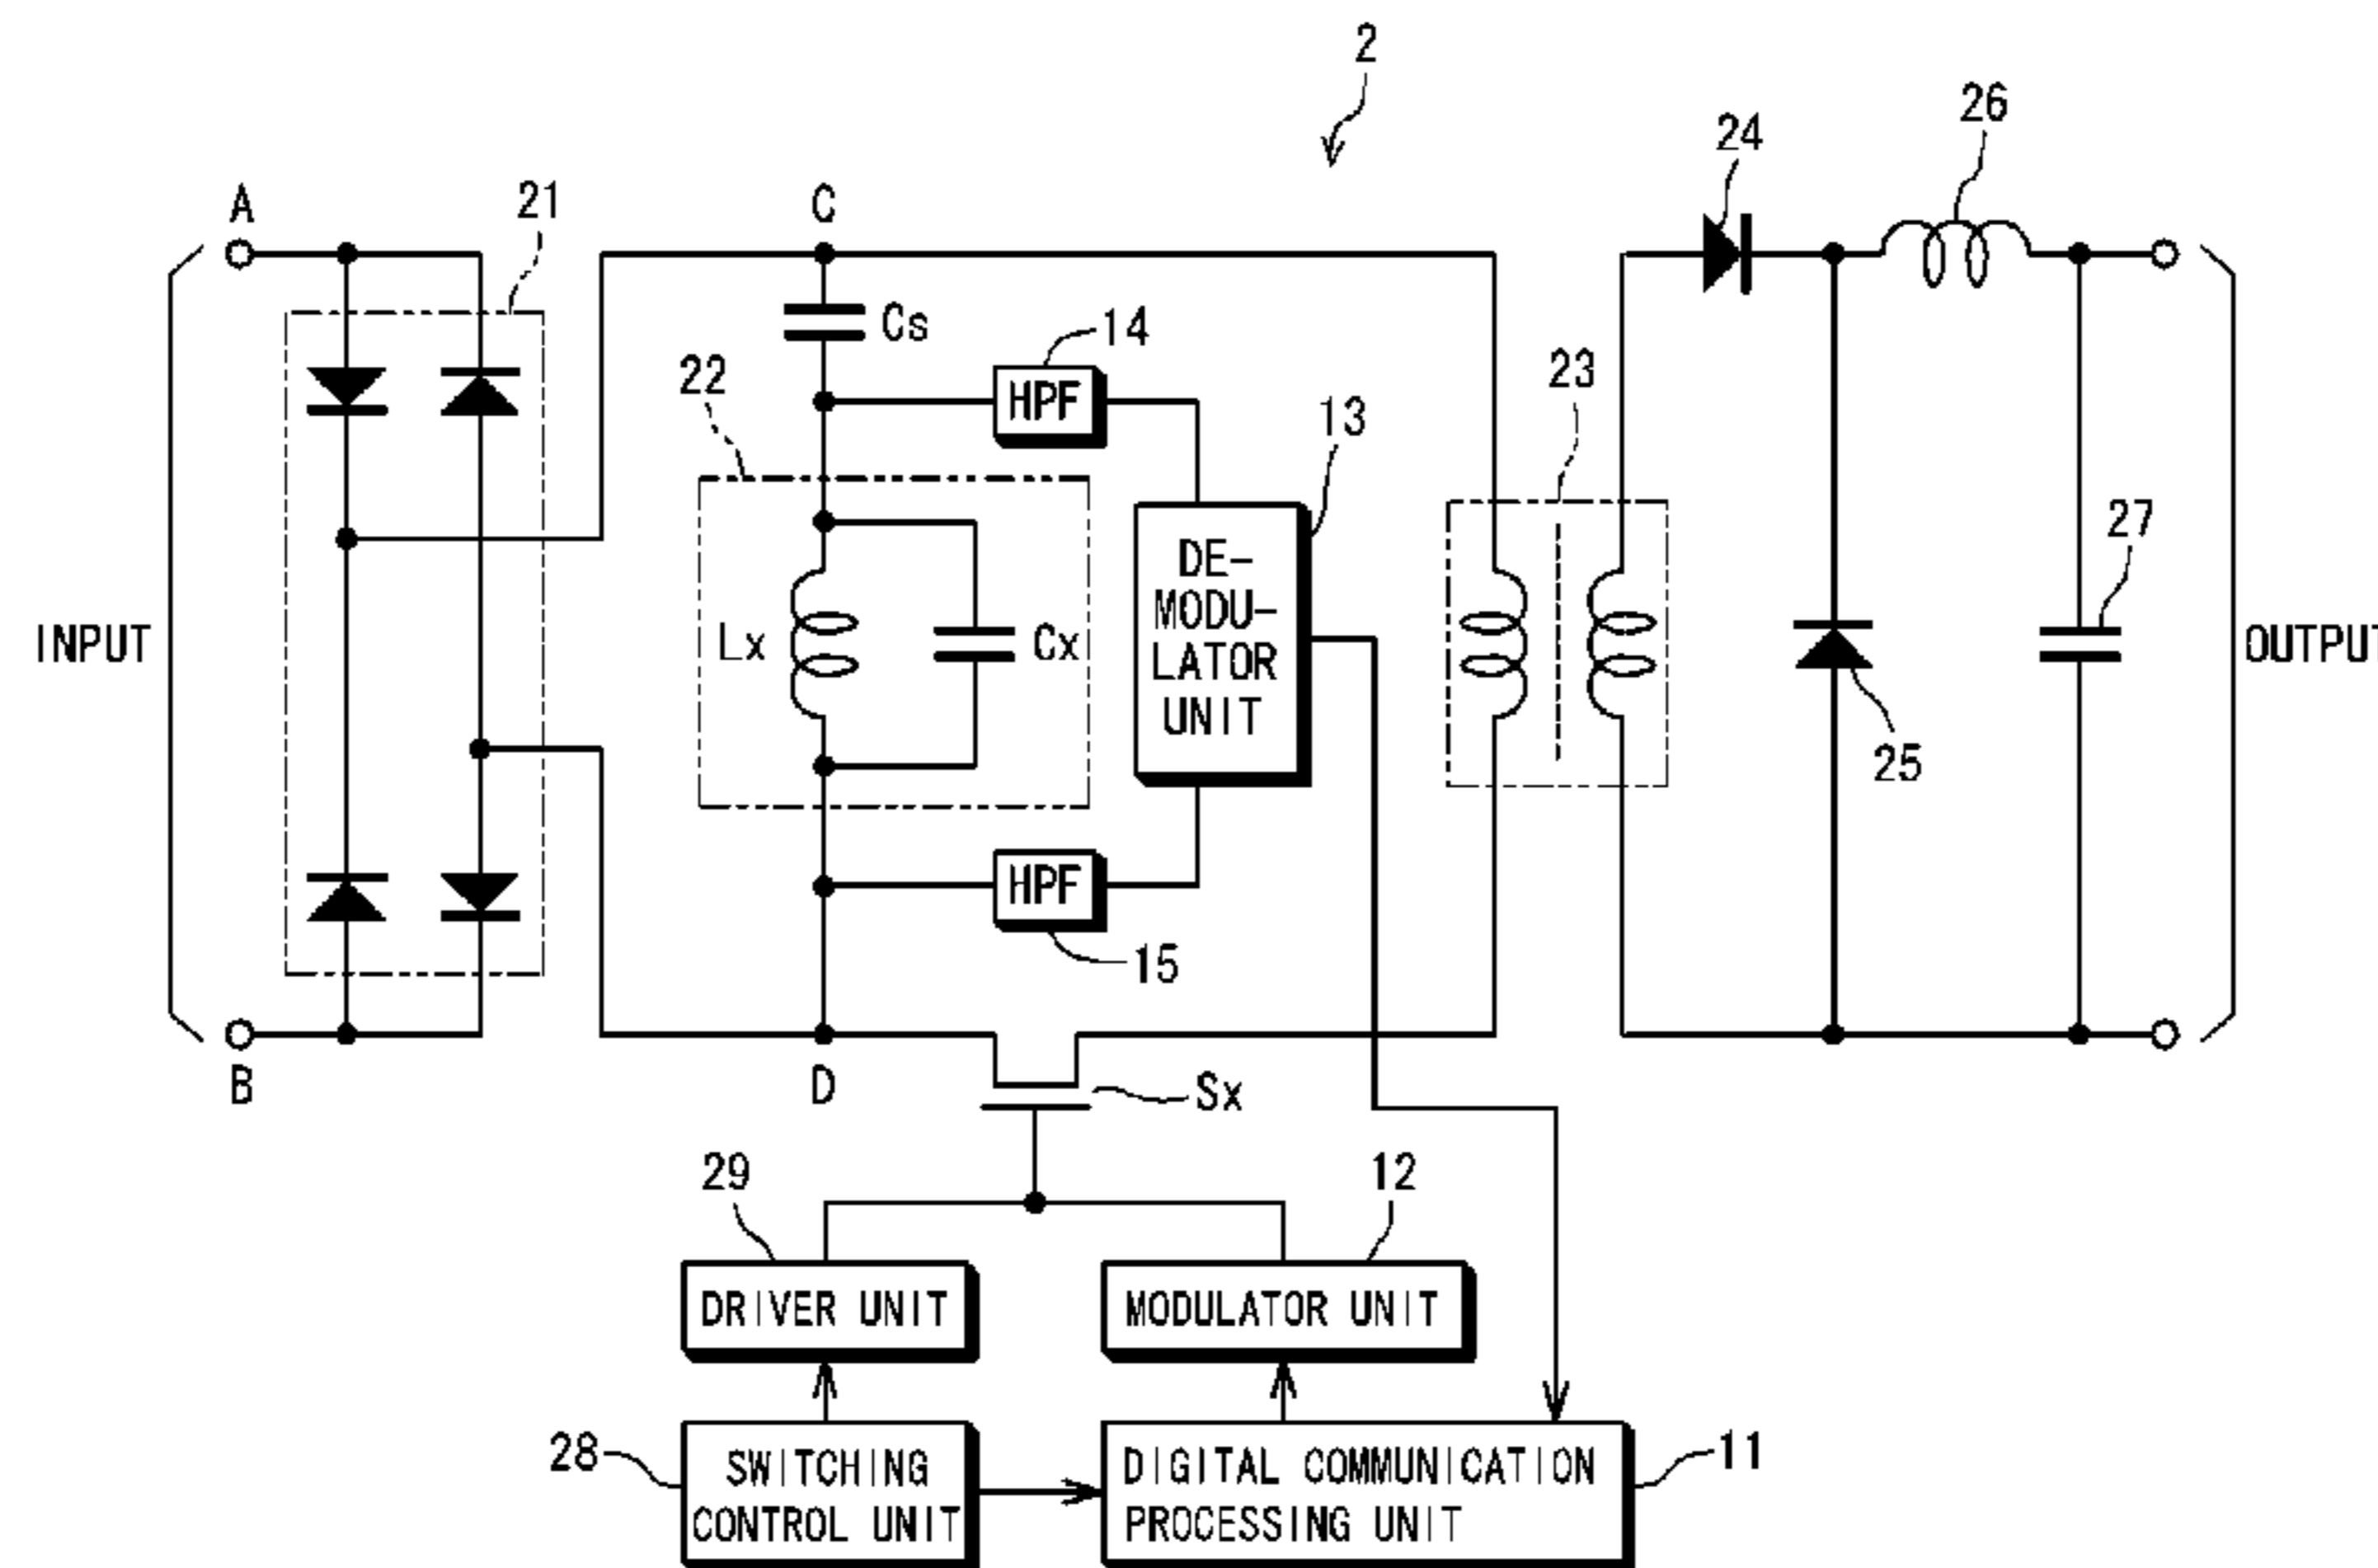 2
26
24
A
21
C
Cs
14
22
HPF
23
13
27
DE-
MODU-
LATOR
UNIT
Lx
Cx
INPUT
OUTPUT
25
HPF
15
B
D
Sx
29
12
DRIVER UNIT
MODULATOR UNIT
28
SWITCHING
CONTROL UNIT
DIGITAL COMMUNICATION
PROCESSING UNIT
11